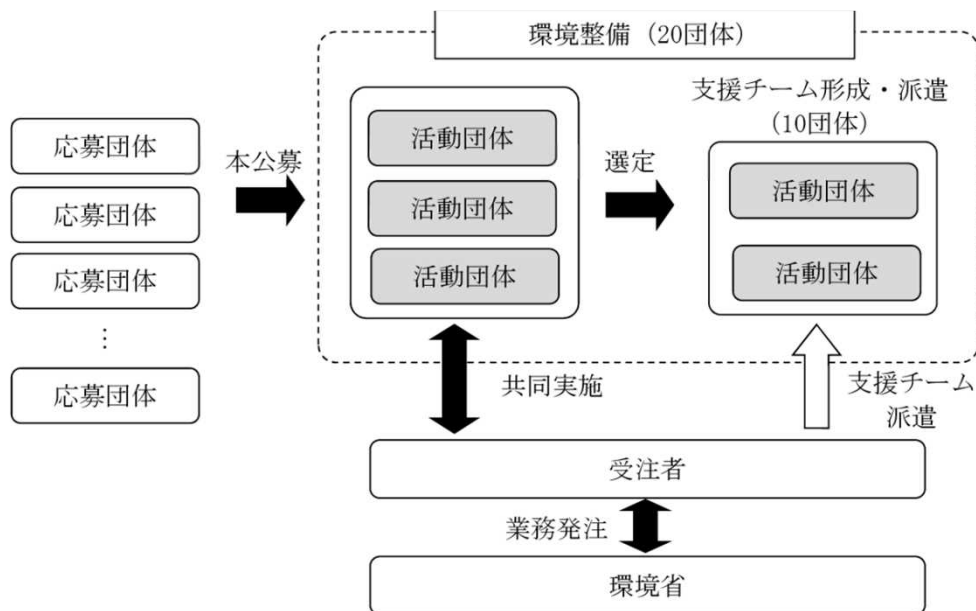 環境整備（20団体）
応募団体
応募団体
応募団体
⋮
応募団体
本公募
活動団体
活動団体
活動団体
選定
支援チーム形成・派遣
（10団体）
活動団体
活動団体
共同実施
支援チーム
派遣
受注者
業務発注
環境省